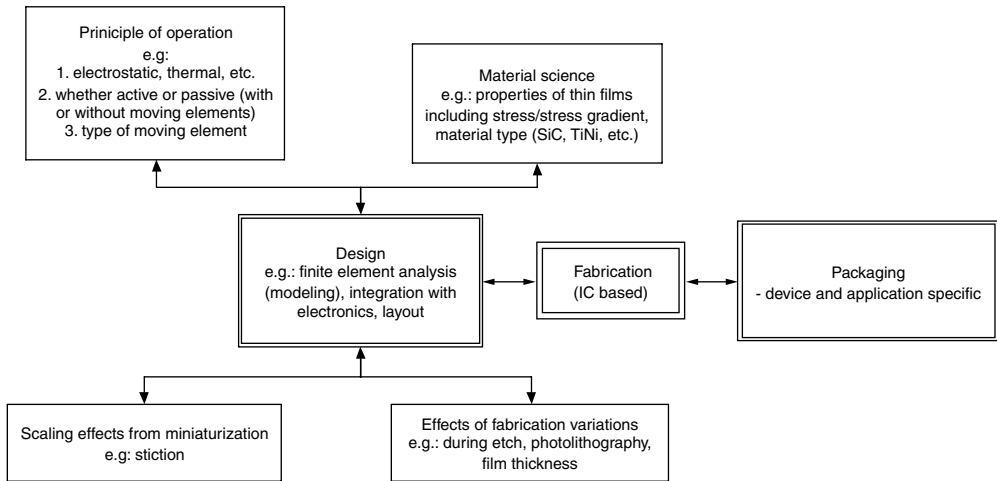 Priniciple of operation
e.g:
1. electrostatic, thermal, etc.
2. whether active or passive (with
or without moving elements)
3. type of moving element
Material science
e.g.: properties of thin films
including stress/stress gradient,
material type (SiC, TiNi, etc.)
Design
e.g.: finite element analysis
(modeling), integration with
electronics, layout
Fabrication
(IC based)
Packaging
- device and application specific
Scaling effects from miniaturization
e.g: stiction
Effects of fabrication variations
e.g.: during etch, photolithography,
film thickness